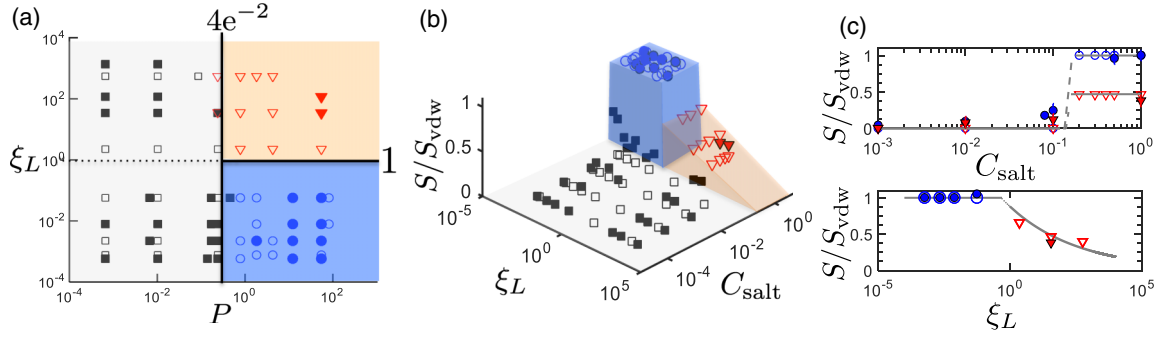 (a)
4e⁻²
10⁴
10²
ξ_L 10⁰
1
10⁻²
10⁻⁴
10⁻⁴ 10⁻² 10⁰ 10²
P
(b)
S/S_vdw
1
0.5
0
10⁻⁵
10⁰
10⁵
ξ_L
10⁻⁴
10⁻²
10⁰
C_salt
(c)
S/S_vdw
1
0.5
0
10⁻³ 10⁻² 10⁻¹ 10⁰
C_salt
S/S_vdw
1
0.5
0
10⁻⁵ 10⁰ 10⁵
ξ_L